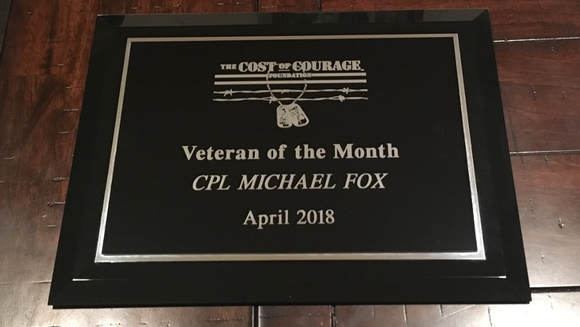 THE COST OF COURAGE
FOUNDATION
Veteran of the Month
CPL MICHAEL FOX
April 2018